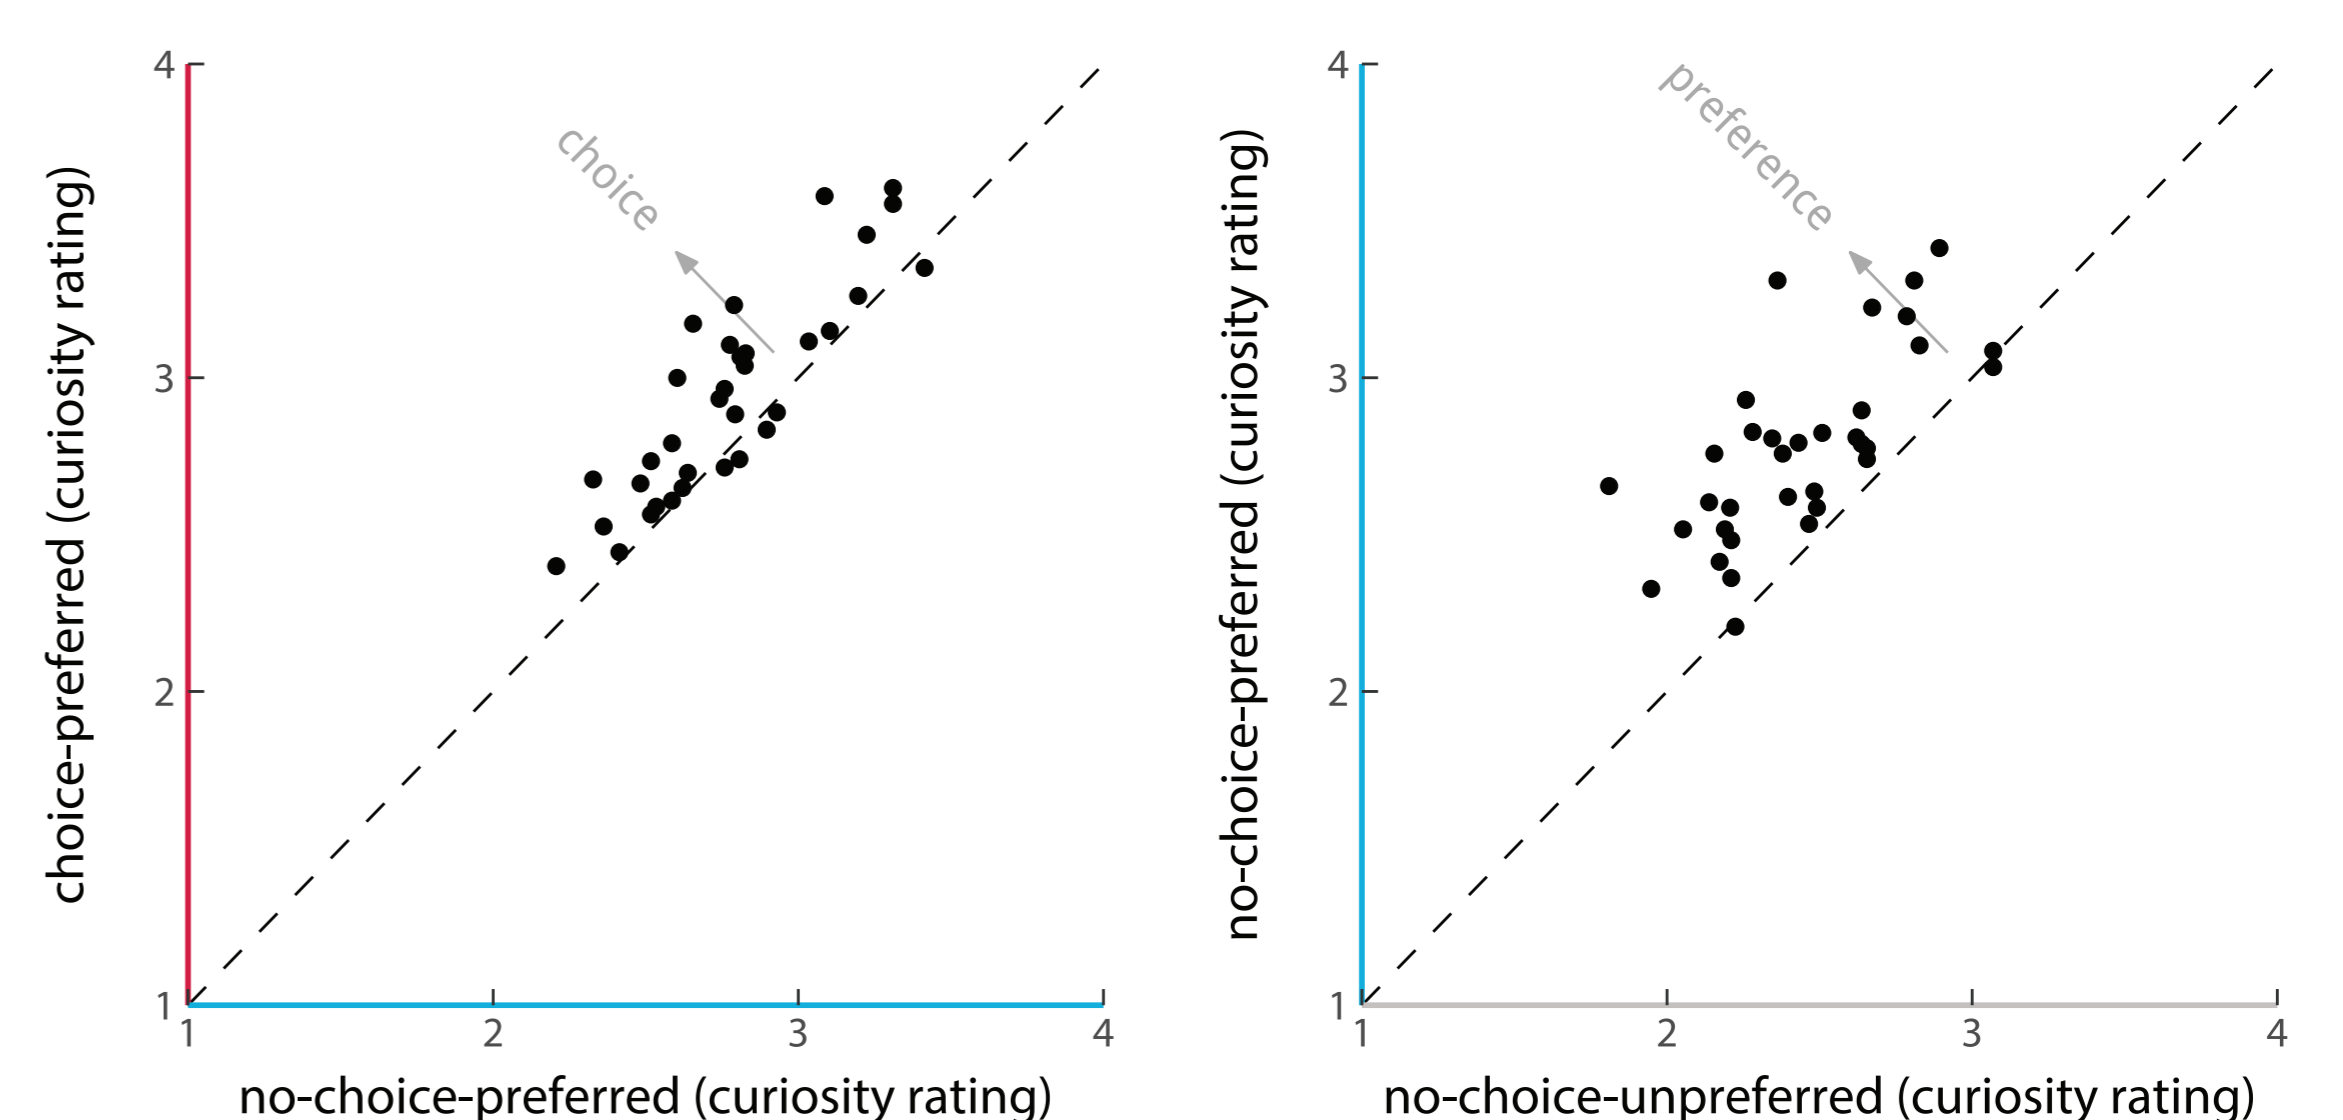 4
3
2
1
1
2
3
4
choice
choice-preferred (curiosity rating)
no-choice-preferred (curiosity rating)
4
3
2
1
1
2
3
4
preference
no-choice-preferred (curiosity rating)
no-choice-unpreferred (curiosity rating)